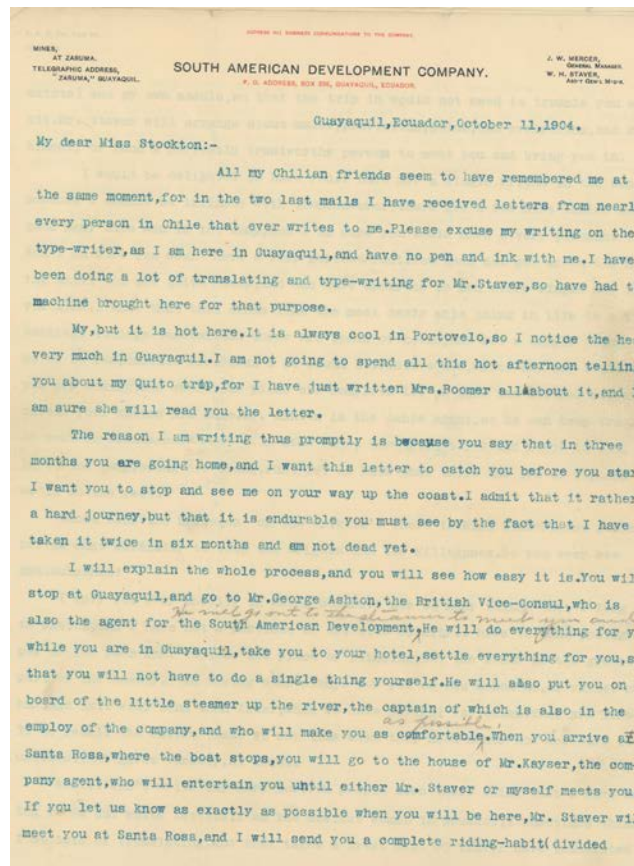 ADDRESS ALL BUSINESS COMMUNICATIONS TO THE COMPANY.
MINES,
AT ZARUMA.
TELEGRAPHIC ADDRESS,
"ZARUMA," GUAYAQUIL.
SOUTH AMERICAN DEVELOPMENT COMPANY.
P. O. ADDRESS, BOX 236, GUAYAQUIL, ECUADOR.
J. W. MERCER,
GENERAL MANAGER.
W. H. STAVER,
ASS'T GEN'L MGR.
Guayaquil,Ecuador,October 11,1904.
My dear Miss Stockton:-
All my Chilian friends seem to have remembered me at
the same moment,for in the two last mails I have received letters from nearl
every person in Chile that ever writes to me.Please excuse my writing on the
type-writer,as I am here in Guayaquil,and have no pen and ink with me.I have
been doing a lot of translating and type-writing for Mr.Staver,so have had t
machine brought here for that purpose.
My,but it is hot here.It is always cool in Portovelo,so I notice the he
very much in Guayaquil.I am not going to spend all this hot afternoon tellin
you about my Quito trip,for I have just written Mrs.Boomer all about it,and I
am sure she will read you the letter.
The reason I am writing thus promptly is because you say that in three
months you are going home,and I want this letter to catch you before you star
I want you to stop and see me on your way up the coast.I admit that it rather
a hard journey,but that it is endurable you must see by the fact that I have
taken it twice in six months and am not dead yet.
I will explain the whole process,and you will see how easy it is.You wil
stop at Guayaquil,and go to Mr.George Ashton,the British Vice-Consul,who is
He will go out to the steamer to meet you and
also the agent for the South American Development,He will do everything for y
while you are in Guayaquil,take you to your hotel,settle everything for you,s
that you will not have to do a single thing yourself.He will also put you on
board of the little steamer up the river,the captain of which is also in the
as possible.
employ of the company,and who will make you as comfortable.When you arrive at
Santa Rosa,where the boat stops,you will go to the house of Mr.Kayser,the com
pany agent,who will entertain you until either Mr. Staver or myself meets you
If you let us know as exactly as possible when you will be here,Mr. Staver wil
meet you at Santa Rosa,and I will send you a complete riding-habit(divided